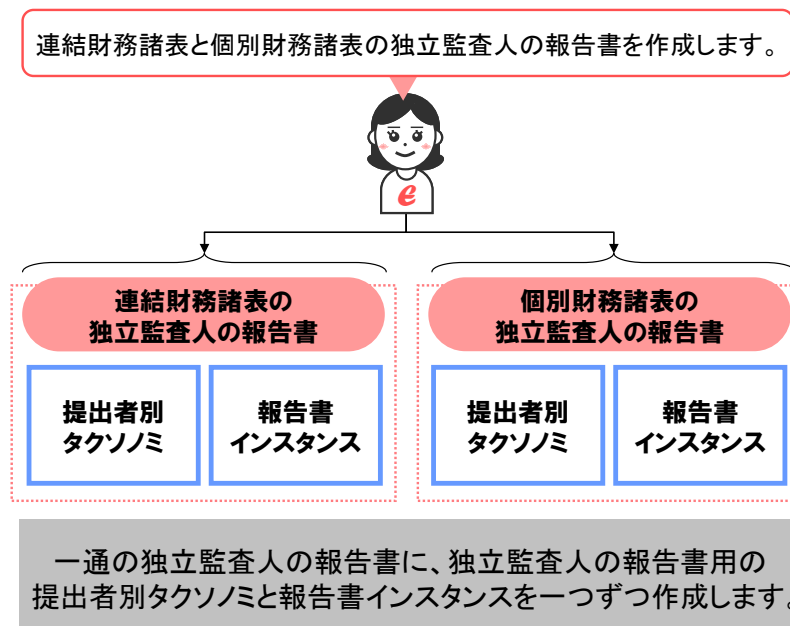 連結財務諸表と個別財務諸表の独立監査人の報告書を作成します。
e
連結財務諸表の
独立監査人の報告書
個別財務諸表の
独立監査人の報告書
提出者別
タクソノミ
報告書
インスタンス
提出者別
タクソノミ
報告書
インスタンス
一通の独立監査人の報告書に、独立監査人の報告書用の
提出者別タクソノミと報告書インスタンスを一つずつ作成します。